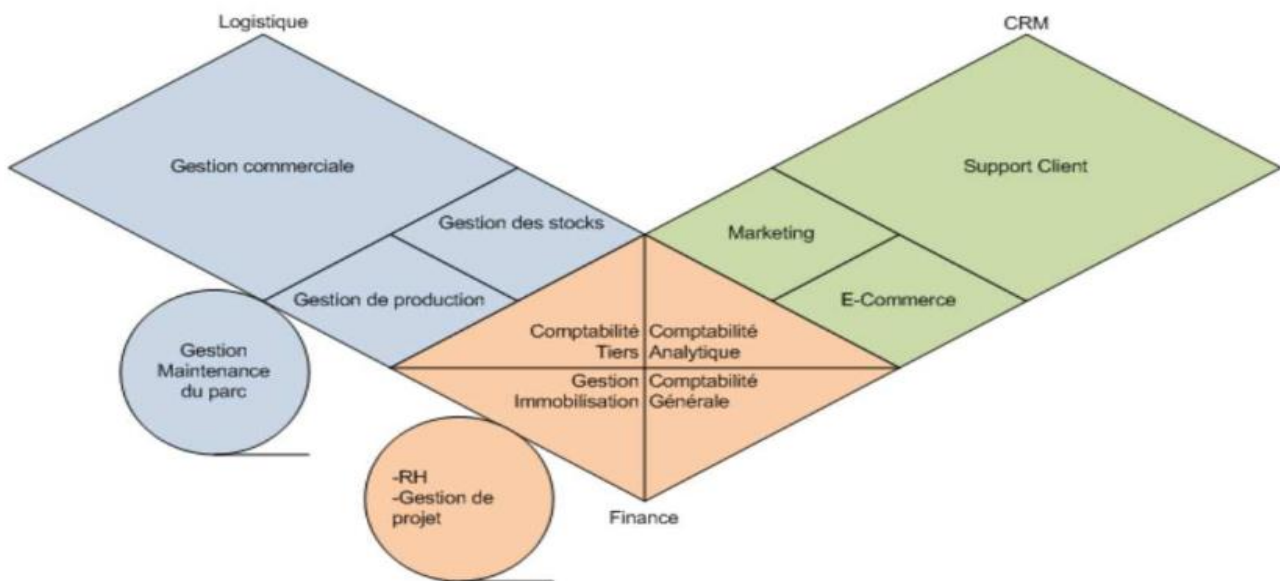 Logistique
CRM
Gestion commerciale
Support Client
Gestion des stocks
Marketing
Gestion de production
E-Commerce
Comptabilité
Tiers
Comptabilité
Analytique
Gestion
Maintenance
du parc
Gestion
Immobilisation
Comptabilité
Générale
-RH
-Gestion de
projet
Finance